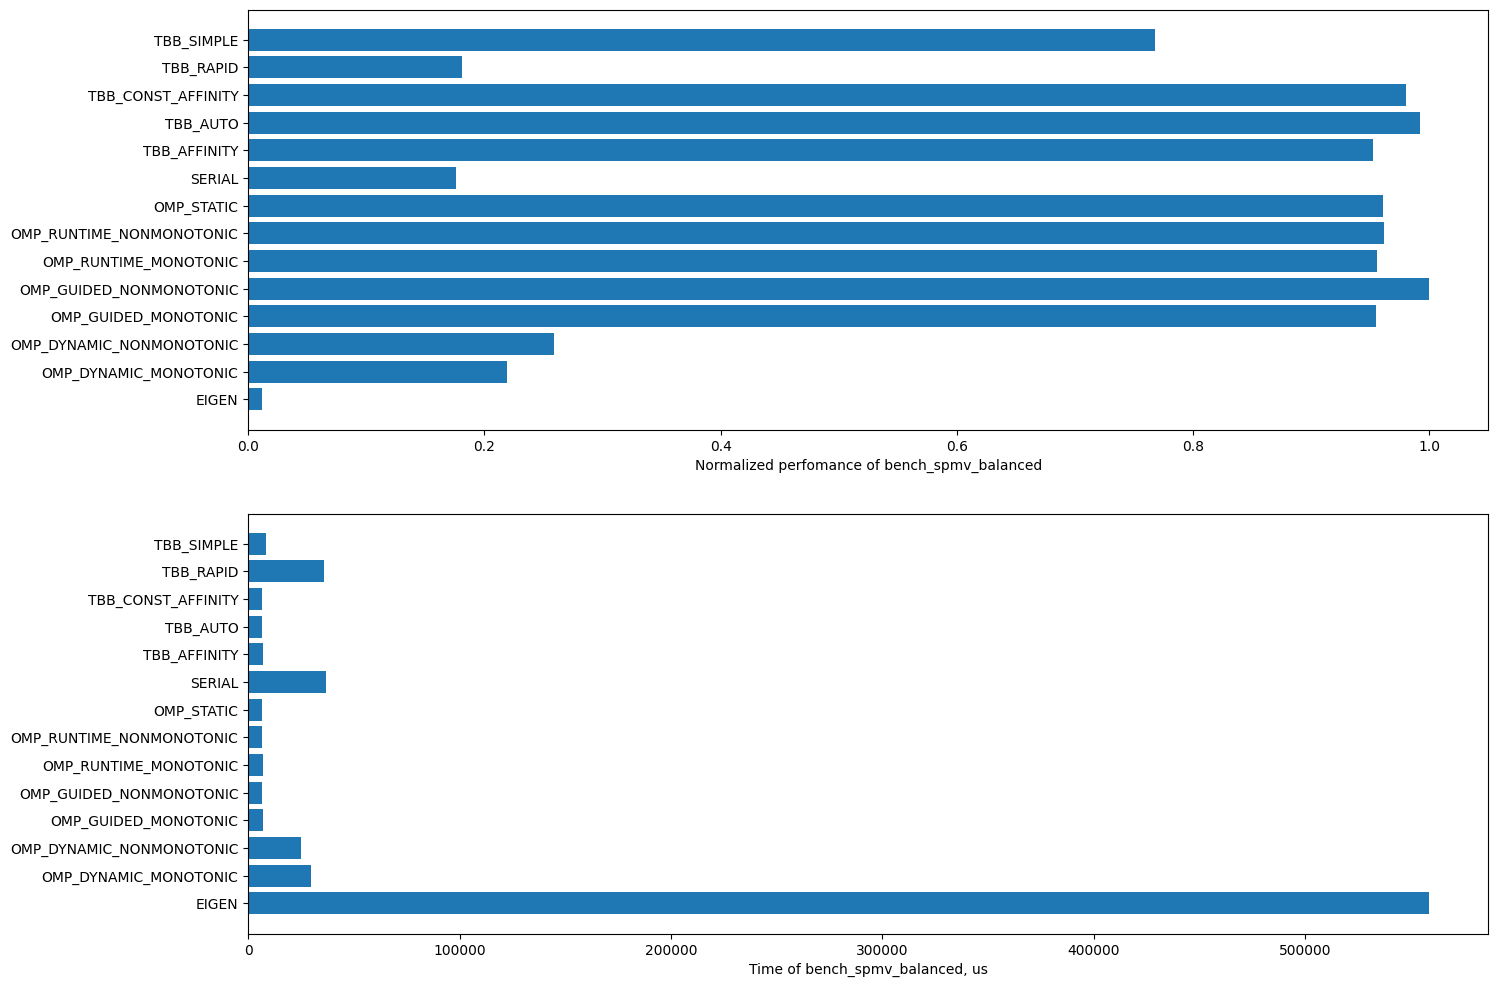 TBB_SIMPLE
TBB_RAPID
TBB_CONST_AFFINITY
TBB_AUTO
TBB_AFFINITY
SERIAL
OMP_STATIC
OMP_RUNTIME_NONMONOTONIC
OMP_RUNTIME_MONOTONIC
OMP_GUIDED_NONMONOTONIC
OMP_GUIDED_MONOTONIC
OMP_DYNAMIC_NONMONOTONIC
OMP_DYNAMIC_MONOTONIC
EIGEN
0.0 0.2 0.4 0.6 0.8 1.0
Normalized perfomance of bench_spmv_balanced
TBB_SIMPLE
TBB_RAPID
TBB_CONST_AFFINITY
TBB_AUTO
TBB_AFFINITY
SERIAL
OMP_STATIC
OMP_RUNTIME_NONMONOTONIC
OMP_RUNTIME_MONOTONIC
OMP_GUIDED_NONMONOTONIC
OMP_GUIDED_MONOTONIC
OMP_DYNAMIC_NONMONOTONIC
OMP_DYNAMIC_MONOTONIC
EIGEN
0 100000 200000 300000 400000 500000
Time of bench_spmv_balanced, us